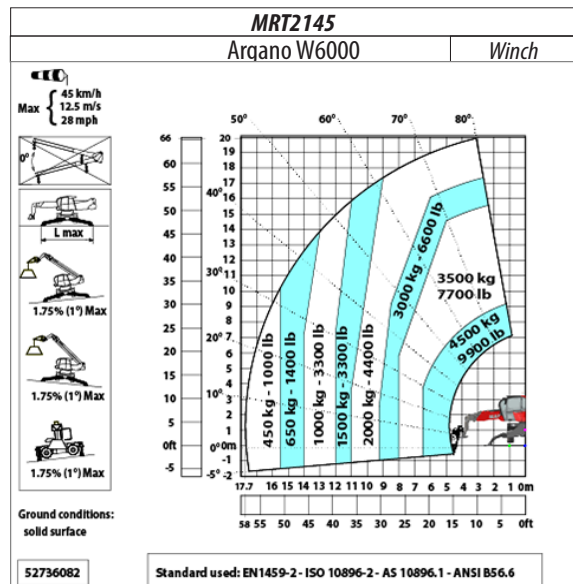 MRT2145
Argano W6000 Winch
Max { 45 km/h
12.5 m/s
28 mph
0°
L max
1.75% (1°) Max
1.75% (1°) Max
1.75% (1°) Max
Ground conditions:
solid surface
52736082
50° 60° 70° 80°
40°
30°
20°
10°
0°
-5°
66
60
55
50
45
40
35
30
25
20
15
10
5
0ft
-5
20
19
18
17
16
15
14
13
12
11
10
9
8
7
6
5
4
3
2
1
0m
-1
-2
450 kg - 1000 lb
650 kg - 1400 lb
1000 kg - 3300 lb
1500 kg - 3300 lb
2000 kg - 4400 lb
3000 kg - 6600 lb
3500 kg
7700 lb
4500 kg
9900 lb
17.7 16 15 14 13 12 11 10 9 8 7 6 5 4 3 2 1 0m
58 55 50 45 40 35 30 25 20 15 10 5 0ft
Standard used: EN1459-2 - ISO 10896-2 - AS 10896.1 - ANSI B56.6